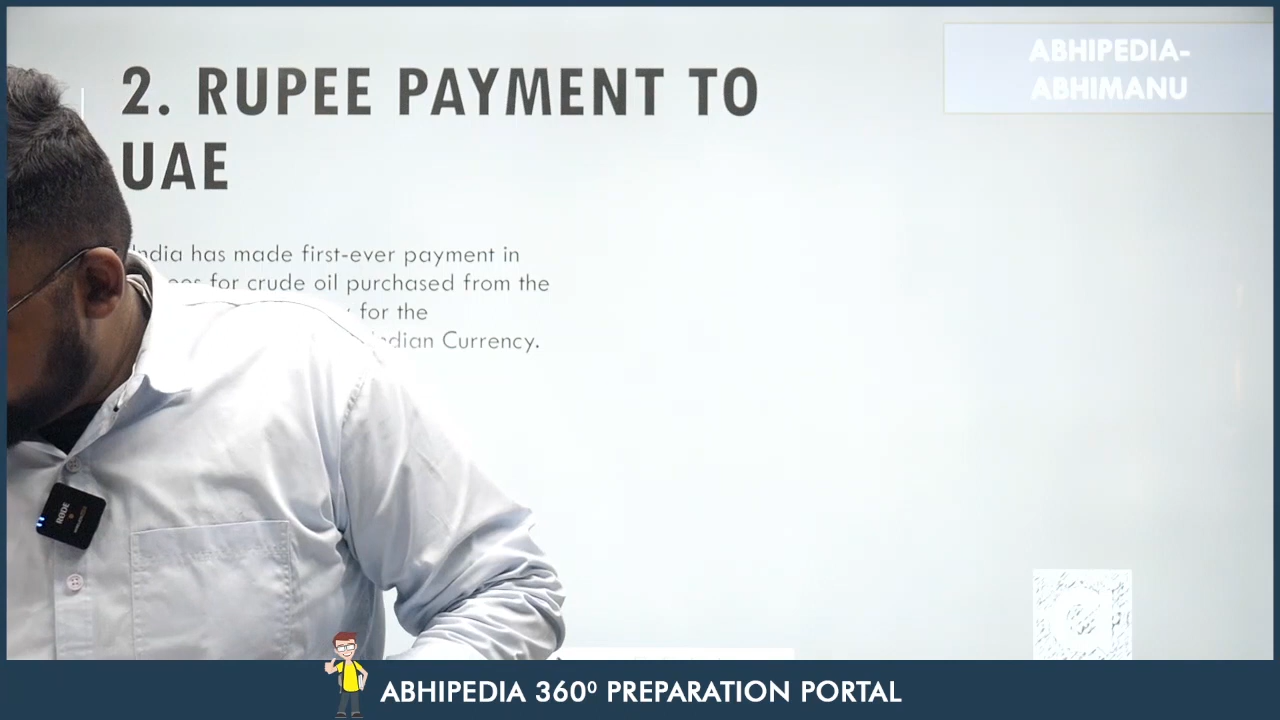 2. RUPEE PAYMENT TO
UAE
ABHIPEDIA-
ABHIMANU
India has made first-ever payment in
for crude oil purchased from the
for the
Indian Currency.
RODE
ABHIPEDIA 360⁰ PREPARATION PORTAL